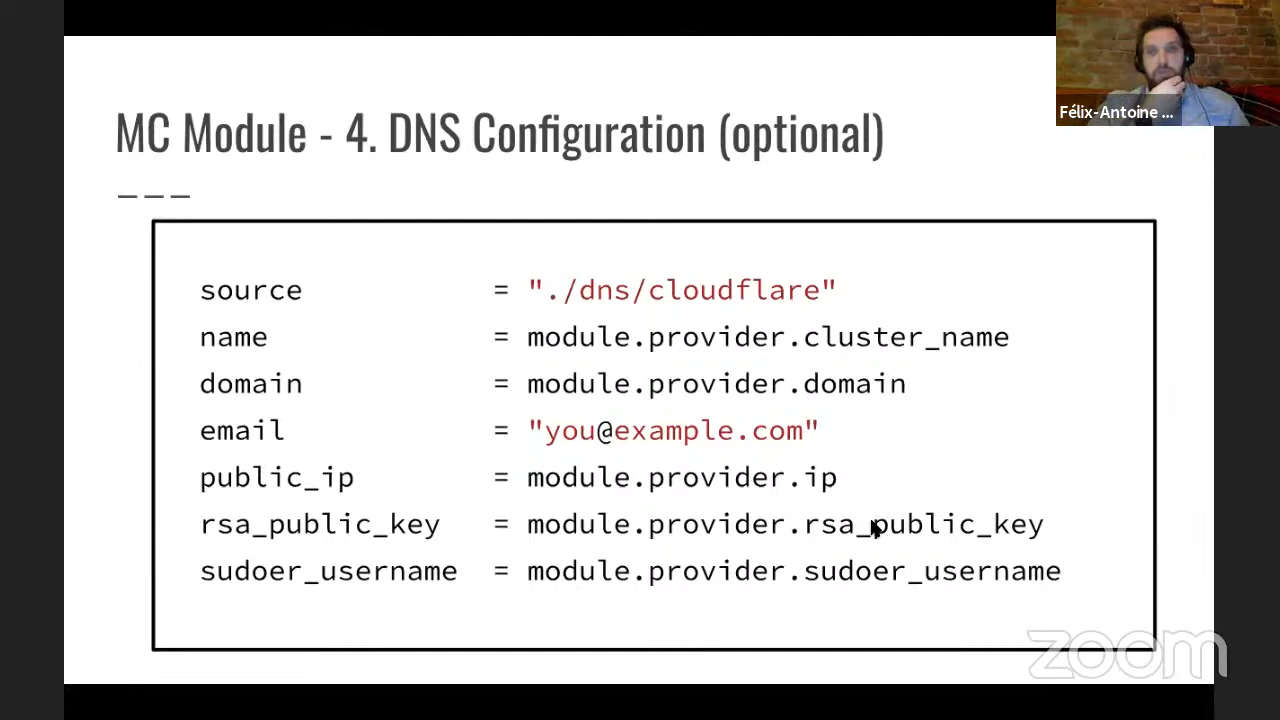 Félix-Antoine ...
MC Module - 4. DNS Configuration (optional)
source = "./dns/cloudflare"
name = module.provider.cluster_name
domain = module.provider.domain
email = "you@example.com"
public_ip = module.provider.ip
rsa_public_key = module.provider.rsa_public_key
sudoer_username = module.provider.sudoer_username
zoom